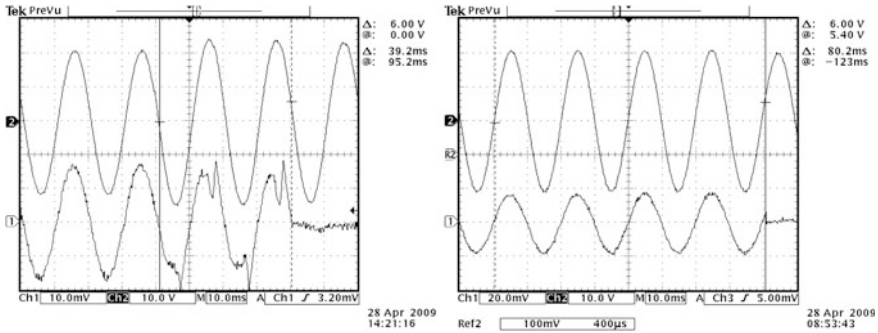 Tek PreVu
Δ: 6.00 V
@: 0.00 V
Δ: 39.2ms
@: 95.2ms
2
1
Ch1 10.0mV Ch2 10.0 V M 10.0ms A Ch1 ʃ 3.20mV
28 Apr 2009
14:21:16
Tek PreVu
Δ: 6.00 V
@: 5.40 V
Δ: 80.2ms
@: −123ms
2
R2
1
Ch1 20.0mV Ch2 10.0 V M 10.0ms A Ch3 ʃ 5.00mV
Ref2 100mV 400µs
28 Apr 2009
08:53:43